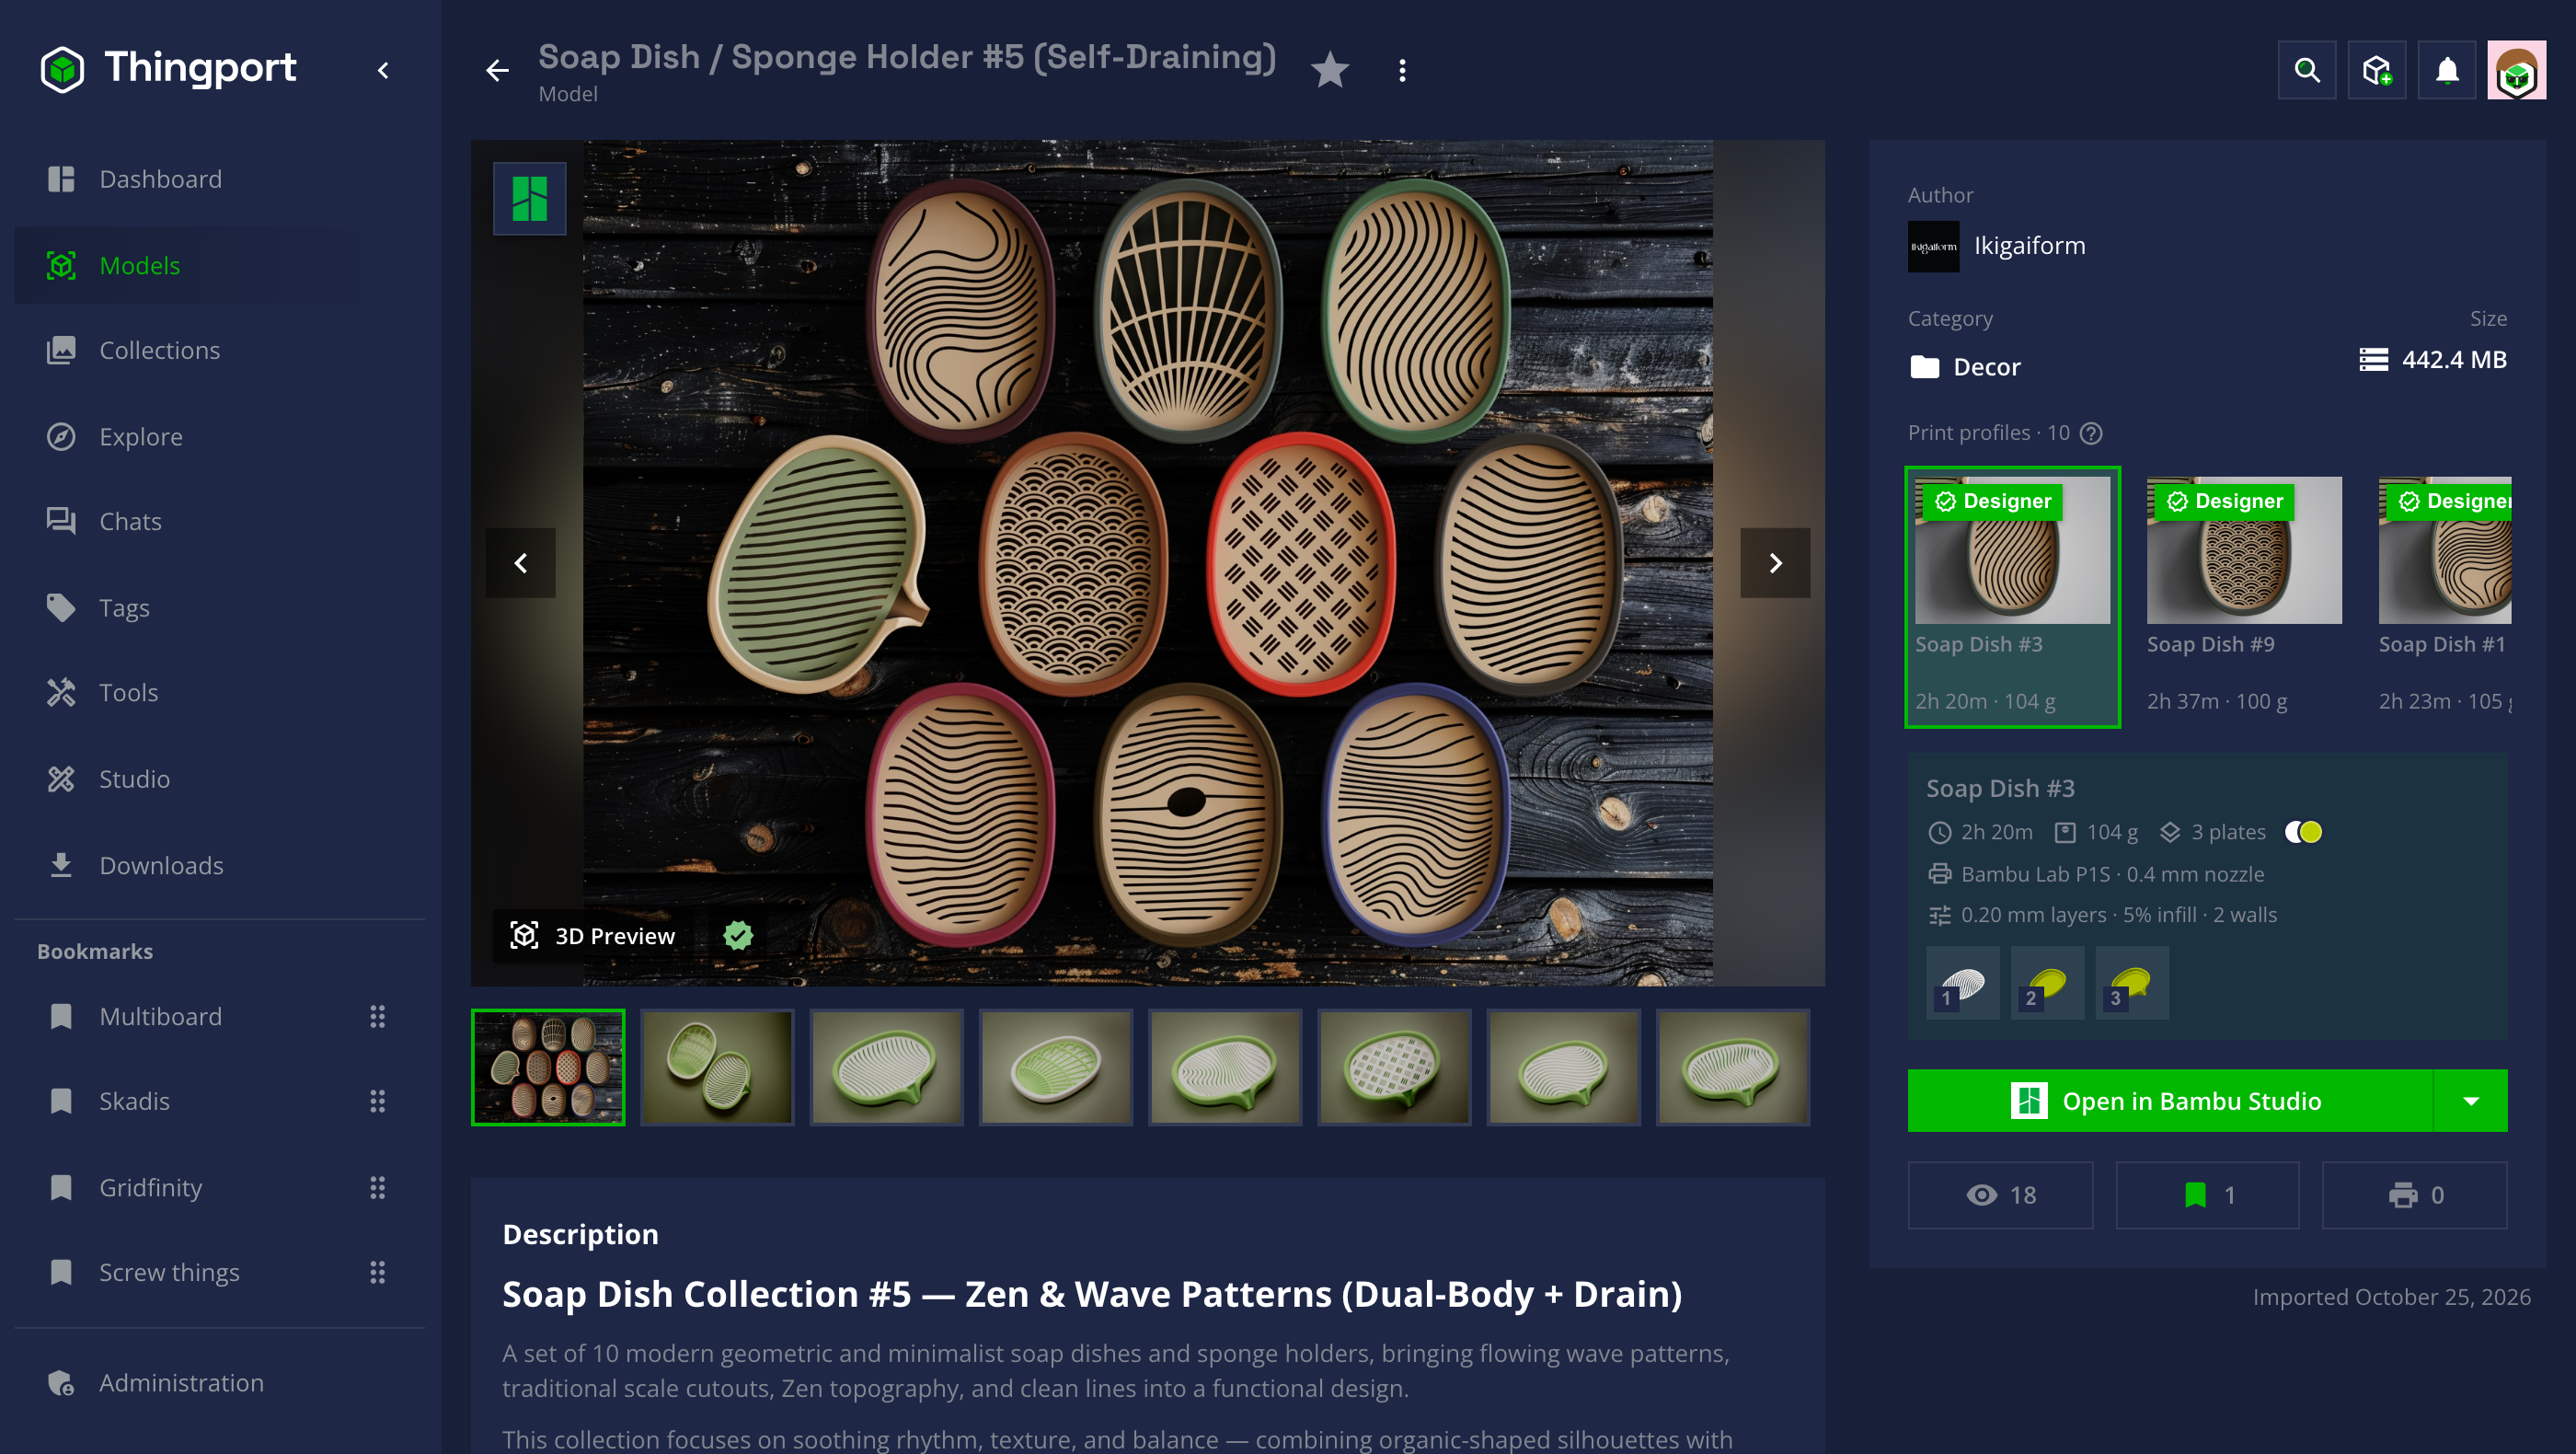 Thingport
Dashboard
Models
Collections
Explore
Chats
Tags
Tools
Studio
Downloads
Bookmarks
Multiboard
Skadis
Gridfinity
Screw things
Administration
Soap Dish / Sponge Holder #5 (Self-Draining)
Model
3D Preview
Description
Soap Dish Collection #5 — Zen & Wave Patterns (Dual-Body + Drain)
A set of 10 modern geometric and minimalist soap dishes and sponge holders, bringing flowing wave patterns,
traditional scale cutouts, Zen topography, and clean lines into a functional design.
This collection focuses on soothing rhythm, texture, and balance — combining organic-shaped silhouettes with
Author
Ikigaiform
Ikigaiform
Category
Size
Decor
442.4 MB
Print profiles · 10
Designer
Designer
Designer
Soap Dish #3
Soap Dish #9
Soap Dish #1
2h 20m · 104 g
2h 37m · 100 g
2h 23m · 105 g
Soap Dish #3
2h 20m 104 g 3 plates
Bambu Lab P1S · 0.4 mm nozzle
0.20 mm layers · 5% infill · 2 walls
1 2 3
Open in Bambu Studio
18 1 0
Imported October 25, 2026